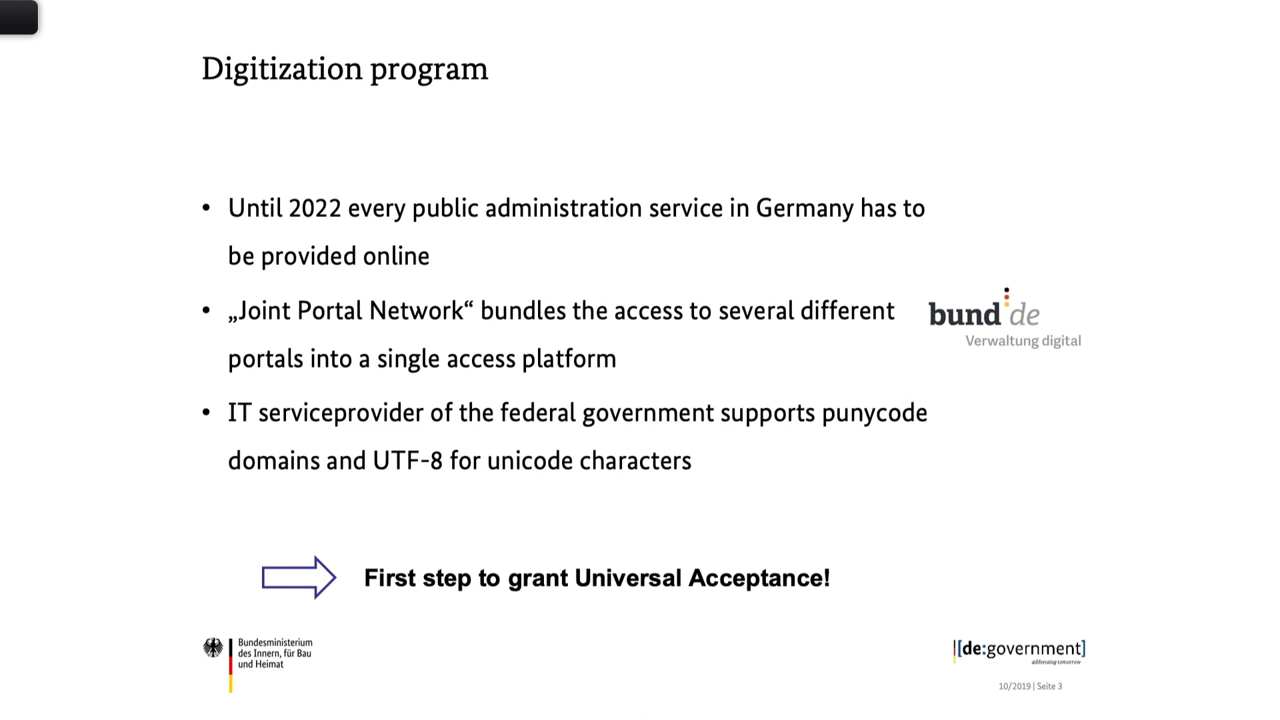 Digitization program
• Until 2022 every public administration service in Germany has to
be provided online
• „Joint Portal Network“ bundles the access to several different
portals into a single access platform
bund.de
Verwaltung digital
• IT serviceprovider of the federal government supports punycode
domains and UTF-8 for unicode characters
First step to grant Universal Acceptance!
Bundesministerium
des Innern, für Bau
und Heimat
|[de:government]
addressing tomorrow
10/2019 | Seite 3